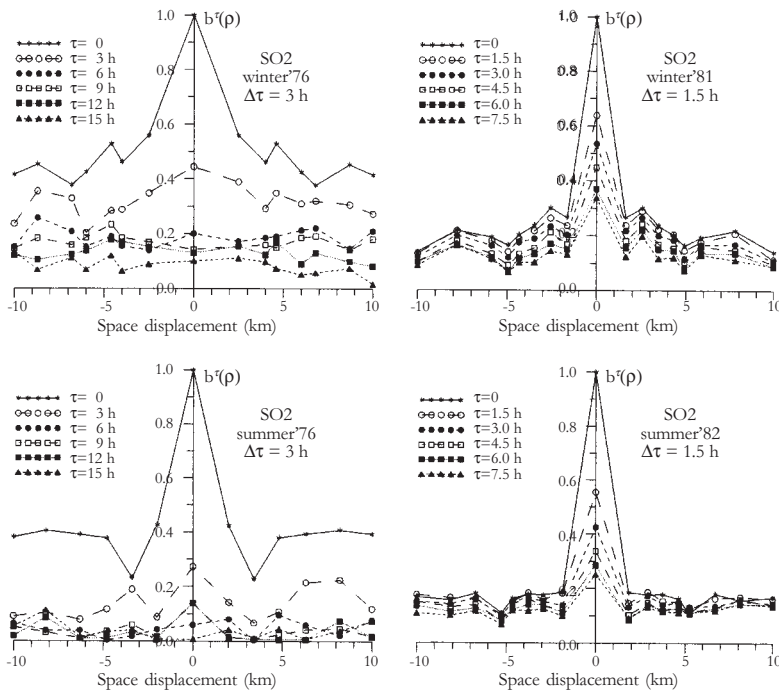 1.0 bτ(ρ)
τ= 0
τ= 3 h
τ= 6 h
τ= 9 h
τ=12 h
τ=15 h
SO2
winter'76
Δτ = 3 h
0.8
0.6
0.4
0.2
0.0
-10 -5 0 5 10
Space displacement (km)
1.0 bτ(ρ)
τ=0
τ=1.5 h
τ=3.0 h
τ=4.5 h
τ=6.0 h
τ=7.5 h
SO2
winter'81
Δτ = 1.5 h
0.8
0.6
0.4
0.2
0.0
-10 -5 0 5 10
Space displacement (km)
1.0 bτ(ρ)
τ= 0
τ= 3 h
τ= 6 h
τ= 9 h
τ=12 h
τ=15 h
SO2
summer'76
Δτ = 3 h
0.8
0.6
0.4
0.2
0.0
-10 -5 0 5 10
Space displacement (km)
1.0 bτ(ρ)
τ=0
τ=1.5 h
τ=3.0 h
τ=4.5 h
τ=6.0 h
τ=7.5 h
SO2
summer'82
Δτ = 1.5 h
0.8
0.6
0.4
0.2
0.0
-10 -5 0 5 10
Space displacement (km)